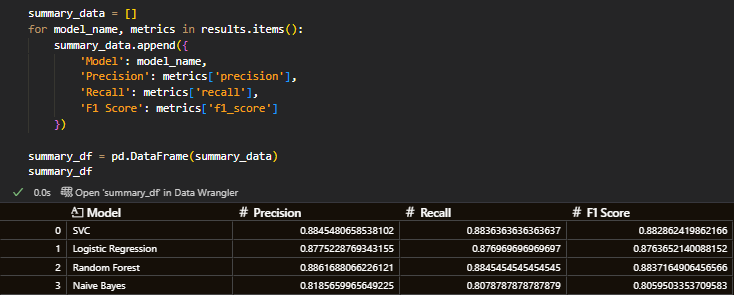 summary_data = []
for model_name, metrics in results.items():
    summary_data.append({
        'Model': model_name,
        'Precision': metrics['precision'],
        'Recall': metrics['recall'],
        'F1 Score': metrics['f1_score']
    })
summary_df = pd.DataFrame(summary_data)
summary_df
0.0s Open 'summary_df' in Data Wrangler
Model # Precision # Recall # F1 Score
0 SVC 0.8845480658538102 0.8836363636363637 0.882862419862166
1 Logistic Regression 0.8775228769343155 0.876969696969697 0.8763652140088152
2 Random Forest 0.8861688066226121 0.8845454545454545 0.8837164906456566
3 Naive Bayes 0.8185659965649225 0.8078787878787879 0.8059503353709583